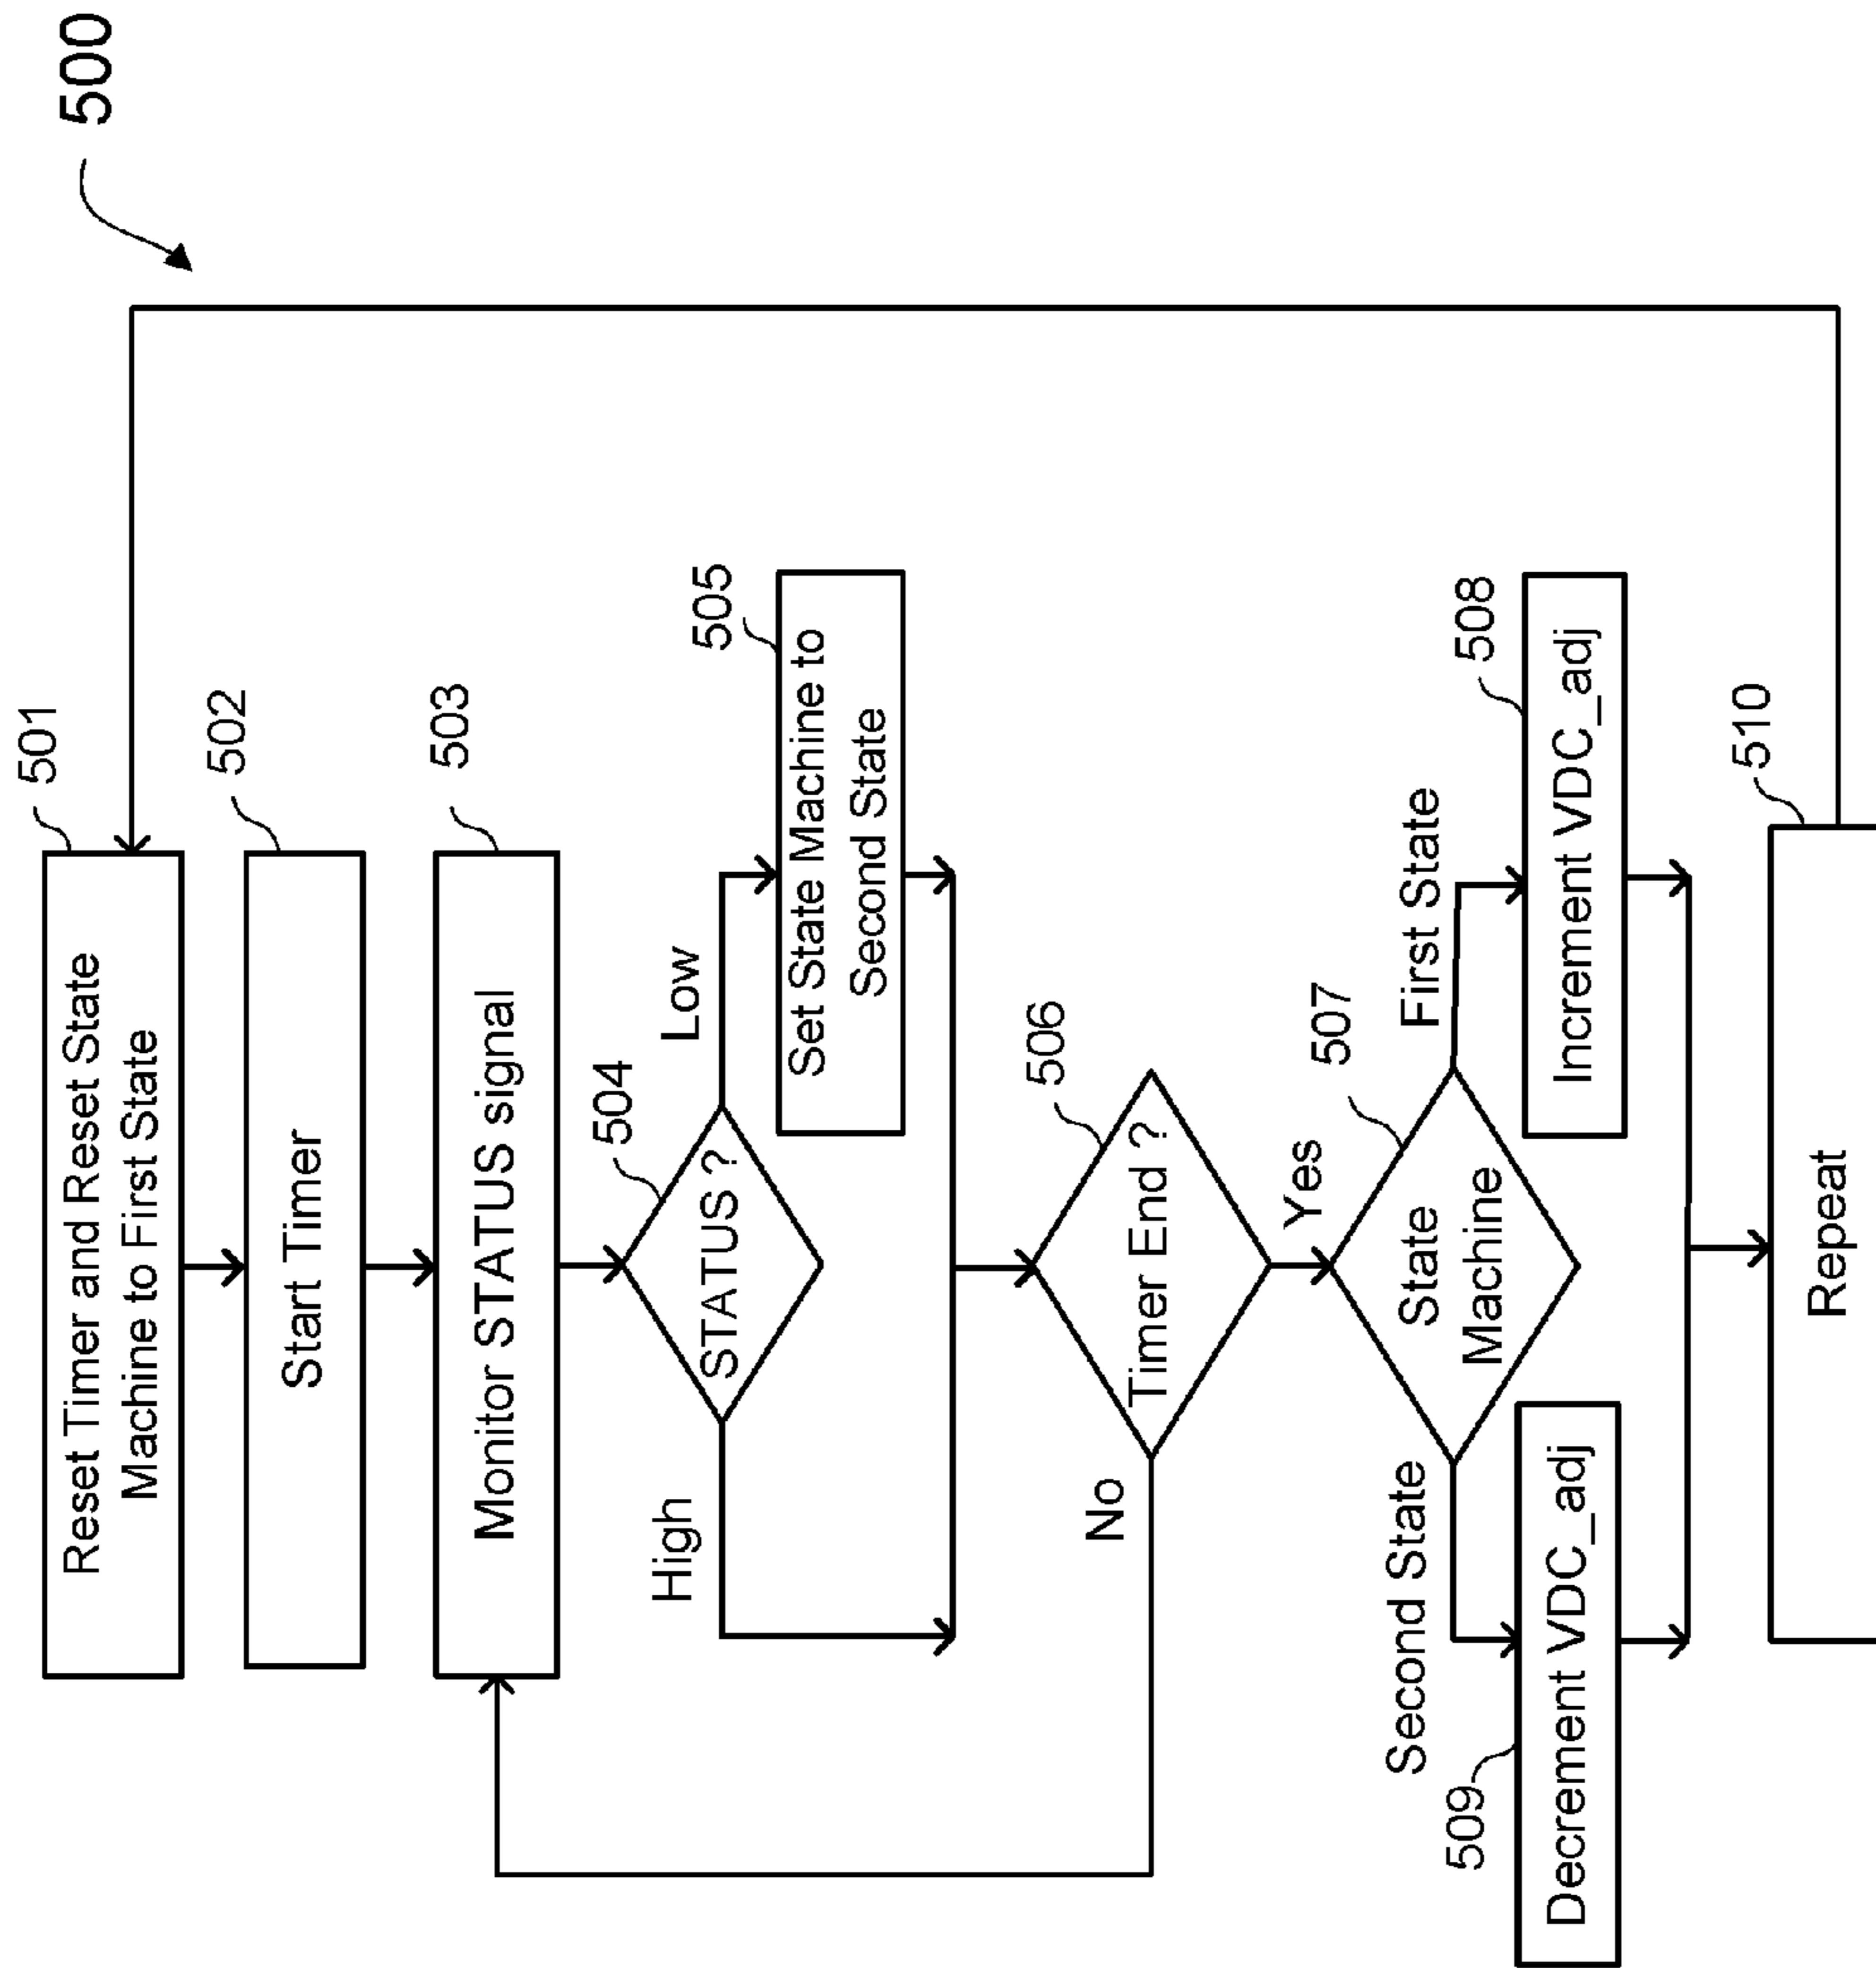 500
501
Reset Timer and Reset State
Machine to First State
502
Start Timer
503
Monitor STATUS signal
504
STATUS ?
High
Low
505
Set State Machine to
Second State
506
Timer End ?
No
Yes
507
State
Machine
Second State
First State
509
Decrement VDC_adj
508
Increment VDC_adj
510
Repeat